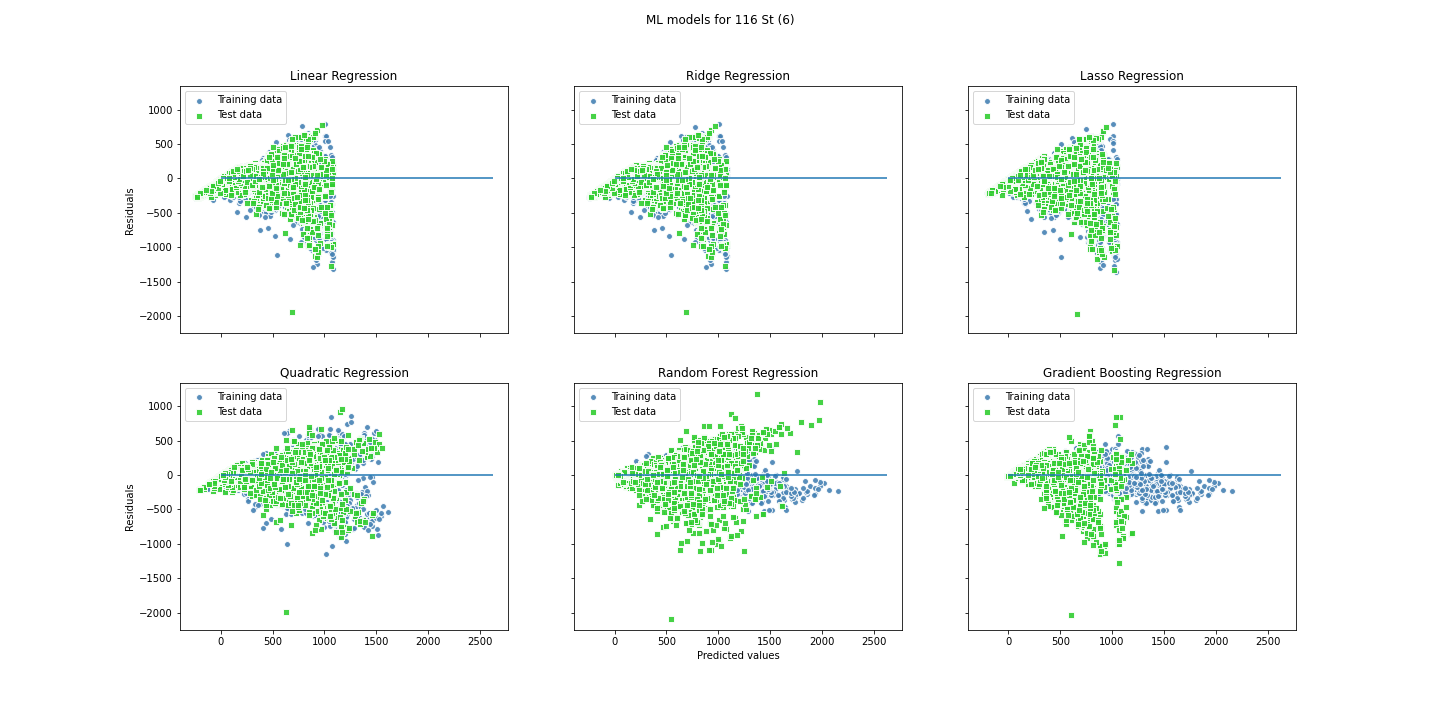 ML models for 116 St (6)
Linear Regression
Training data
Test data
1000
500
0
−500
−1000
−1500
−2000
Residuals
Ridge Regression
Training data
Test data
Lasso Regression
Training data
Test data
Quadratic Regression
Training data
Test data
1000
500
0
−500
−1000
−1500
−2000
Residuals
0 500 1000 1500 2000 2500
Random Forest Regression
Training data
Test data
0 500 1000 1500 2000 2500
Predicted values
Gradient Boosting Regression
Training data
Test data
0 500 1000 1500 2000 2500